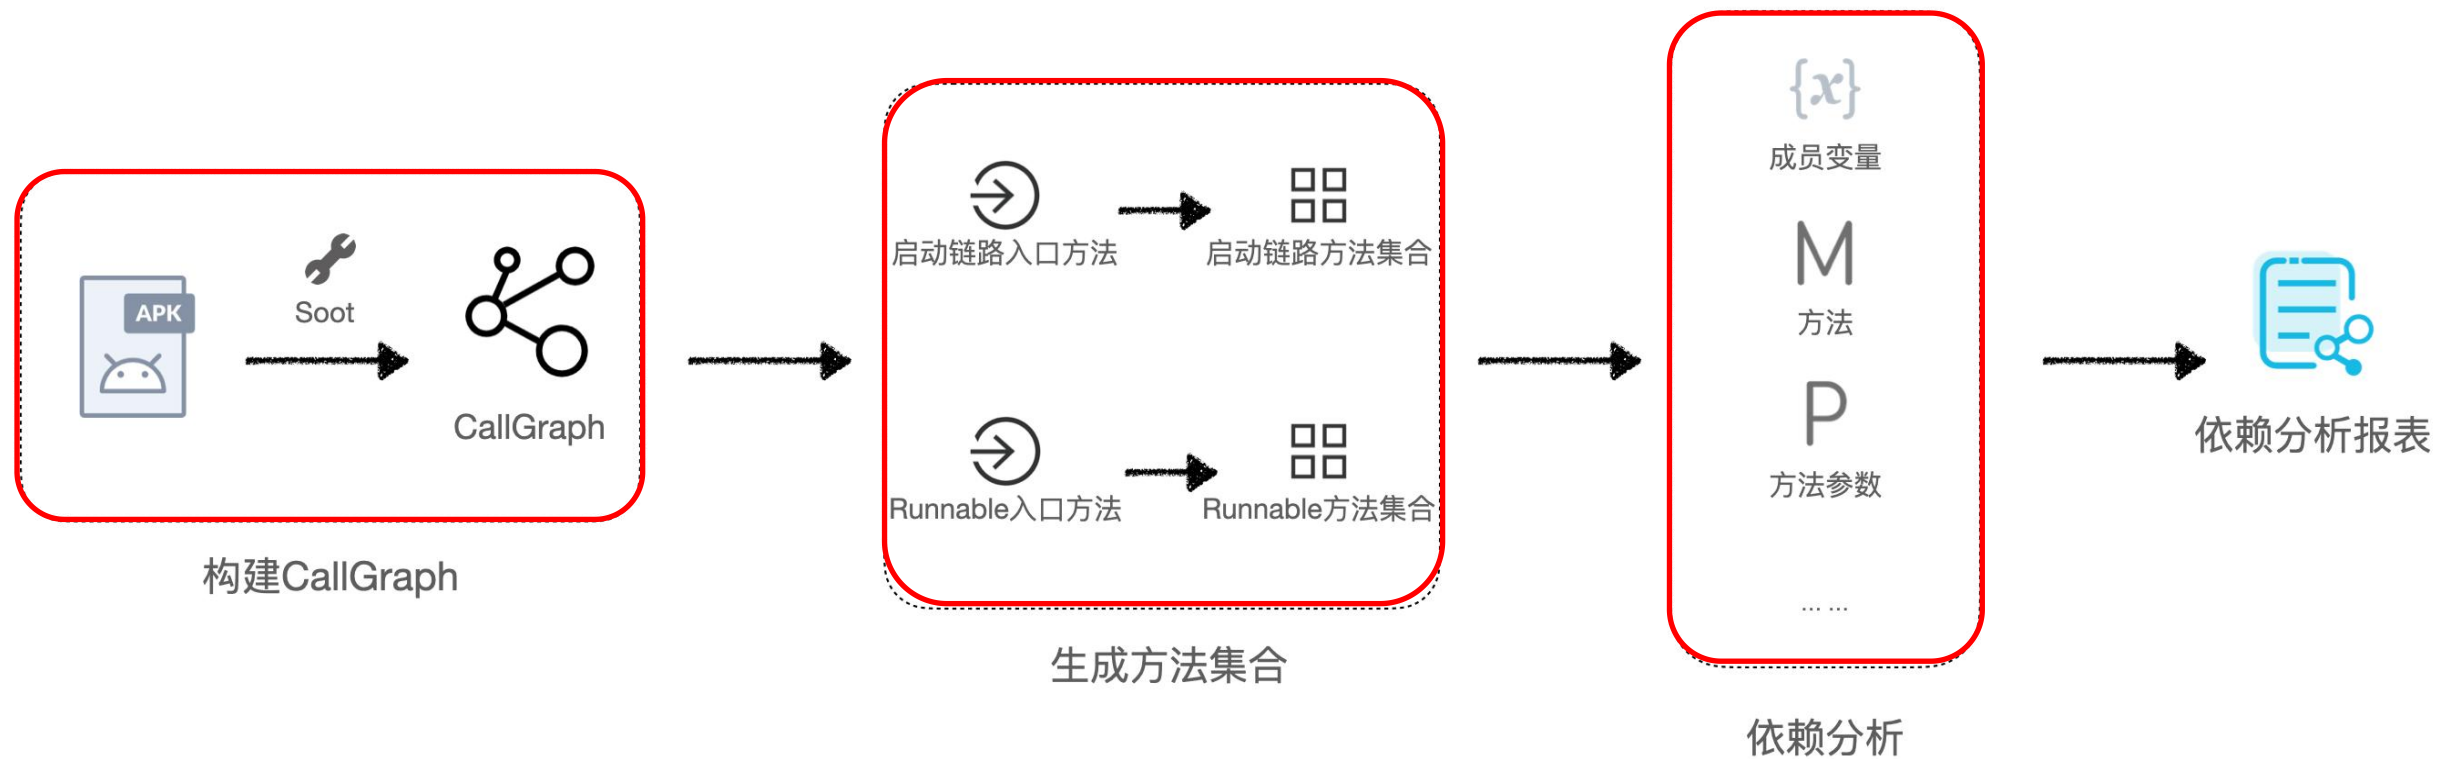 APK
Soot
CallGraph
构建CallGraph
启动链路入口方法
启动链路方法集合
Runnable入口方法
Runnable方法集合
生成方法集合
{x}
成员变量
M
方法
P
方法参数
... ...
依赖分析
依赖分析报表